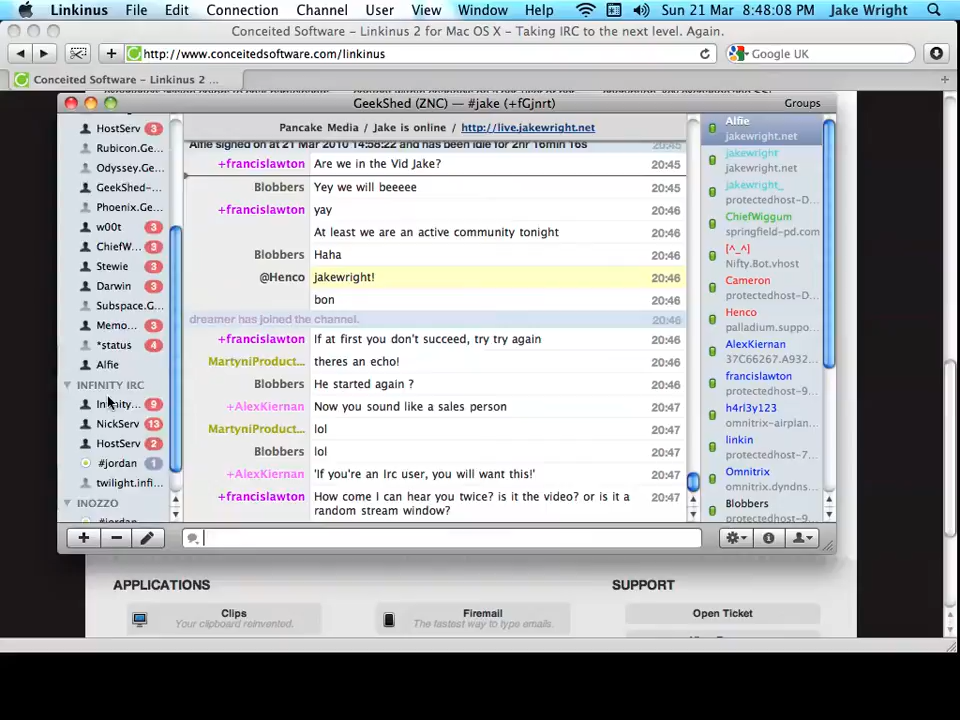 Linkinus File Edit Connection Channel User View Window Help Sun 21 Mar 8:48:08 PM Jake Wright
Conceited Software – Linkinus 2 for Mac OS X – Taking IRC to the next level. Again.
http://www.conceitedsoftware.com/linkinus
Google UK
Conceited Software – Linkinus 2 ...
GeekShed (ZNC) — #jake (+fGjnrt)
Groups
HostServ 3
Rubicon.Ge...
Odyssey.Ge...
GeekShed-...
Phoenix.Ge...
w00t 3
ChiefW... 3
Stewie 3
Darwin 3
Subspace.G...
Memo... 3
*status 4
Alfie
INFINITY IRC
Infinity... 9
NickServ 13
HostServ 2
#jordan 1
twilight.infi...
INOZZO
#jordan
Pancake Media / Jake is online / http://live.jakewright.net
Alfie signed on at 21 Mar 2010 14:58:22 and has been idle for 2hr 16min 16s 20:45
+francislawton Are we in the Vid Jake? 20:45
Blobbers Yey we will beeeee 20:45
+francislawton yay 20:46
At least we are an active community tonight 20:46
Blobbers Haha 20:46
@Henco jakewright! 20:46
bon 20:46
dreamer has joined the channel. 20:46
+francislawton If at first you don't succeed, try try again 20:46
MartyniProduct... theres an echo! 20:46
Blobbers He started again ? 20:46
+AlexKiernan Now you sound like a sales person 20:47
MartyniProduct... lol 20:47
Blobbers lol 20:47
+AlexKiernan 'If you're an Irc user, you will want this!' 20:47
+francislawton How come I can hear you twice? is it the video? or is it a 20:47
random stream window?
Alfie
jakewright.net
jakewright
jakewright.net
jakewright_
protectedhost-D...
ChiefWiggum
springfield-pd.com
[^_^]
Nifty.Bot.vhost
Cameron
protectedhost-D...
Henco
palladium.suppo...
AlexKiernan
37C66267.A932...
francislawton
protectedhost-9...
h4rl3y123
omnitrix-airplan...
linkin
protectedhost-7...
Omnitrix
omnitrix.dyndns...
Blobbers
protectedhost-9...
APPLICATIONS
SUPPORT
Clips
Your clipboard reinvented.
Firemail
The fastest way to type emails.
Open Ticket